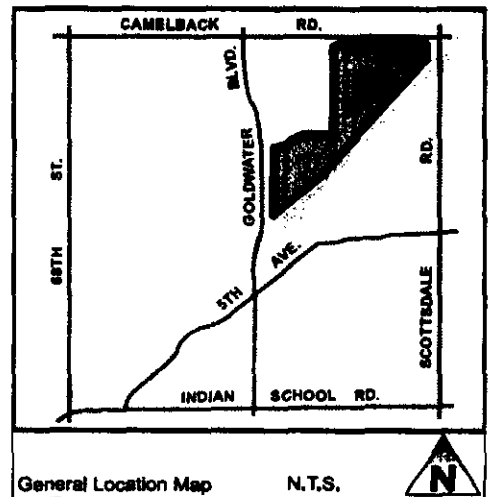 CAMELBACK RD.
BLVD.
GOLDWATER
68TH ST.
SCOTTSDALE RD.
5TH AVE.
INDIAN SCHOOL RD.
General Location Map N.T.S. N